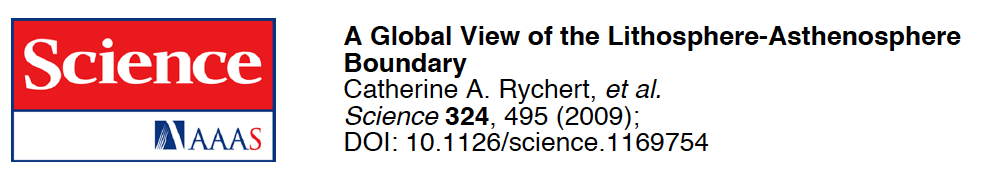 Science
AAAS
A Global View of the Lithosphere-Asthenosphere
Boundary
Catherine A. Rychert, et al.
Science 324, 495 (2009);
DOI: 10.1126/science.1169754